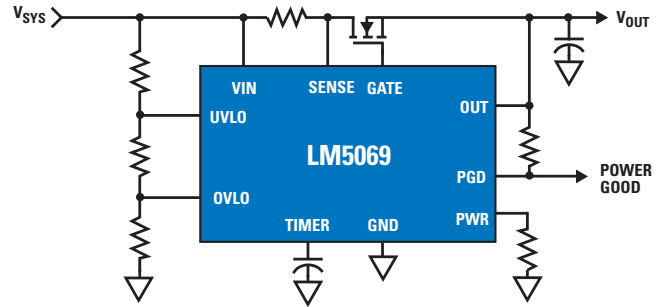 VSYS
VOUT
VIN
SENSE
GATE
OUT
UVLO
LM5069
PGD
POWER
GOOD
OVLO
PWR
TIMER
GND